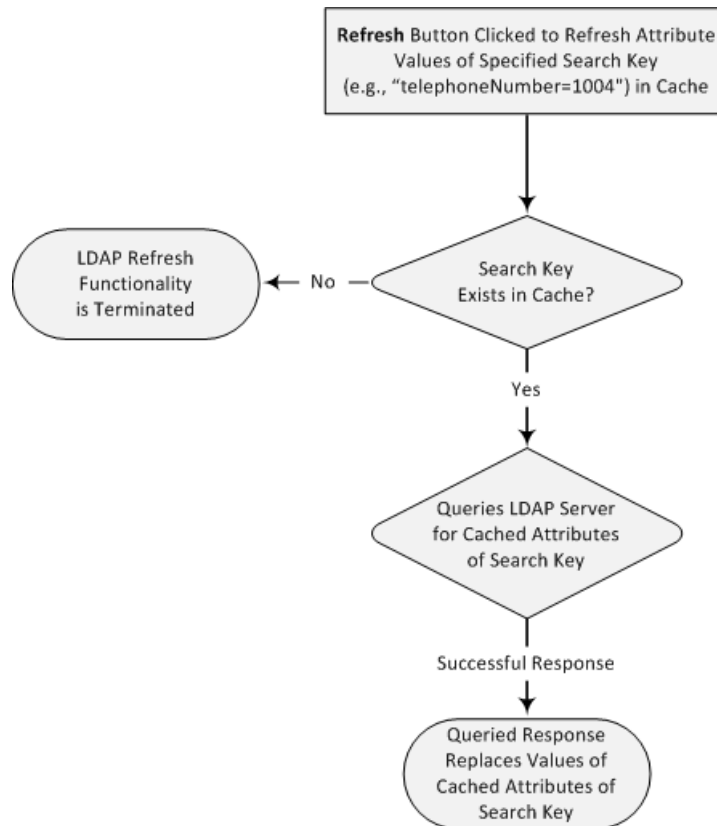 Refresh Button Clicked to Refresh Attribute
Values of Specified Search Key
(e.g., “telephoneNumber=1004") in Cache
Search Key
Exists in Cache?
No
LDAP Refresh
Functionality
is Terminated
Yes
Queries LDAP Server
for Cached Attributes
of Search Key
Successful Response
Queried Response
Replaces Values of
Cached Attributes of
Search Key